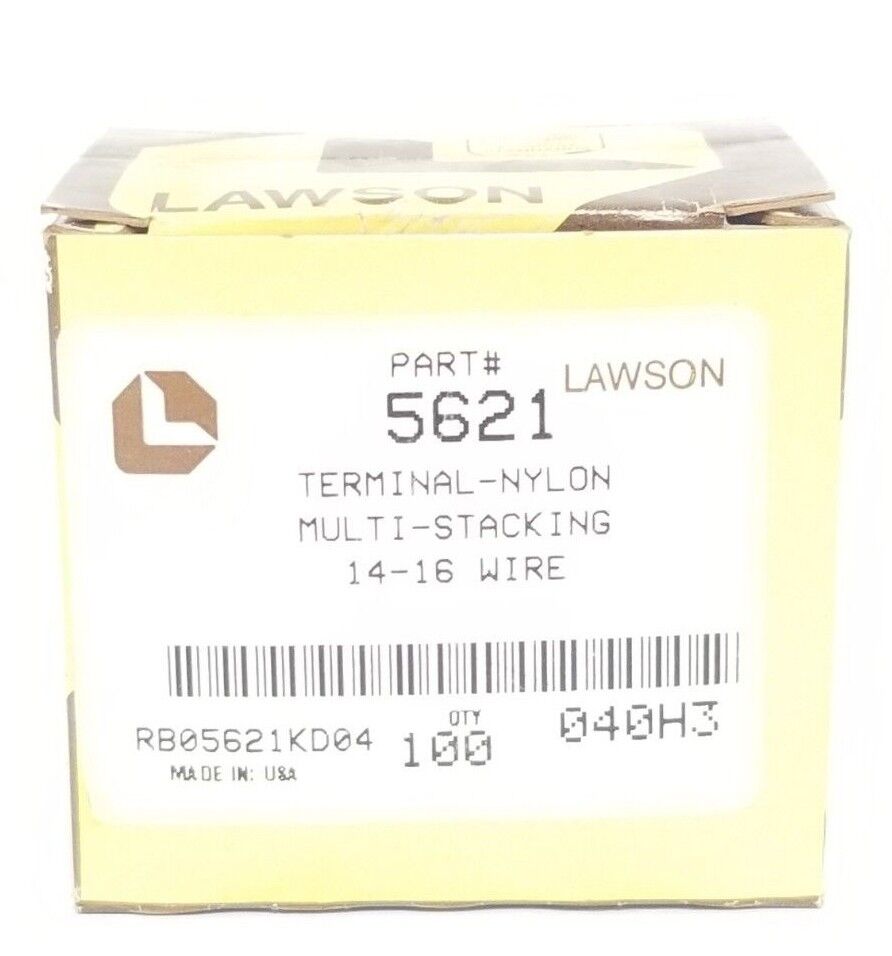 LAWSON
PART#
LAWSON
5621
TERMINAL-NYLON
MULTI-STACKING
14-16 WIRE
RB05621KD04
QTY
100
040H3
MADE IN: USA